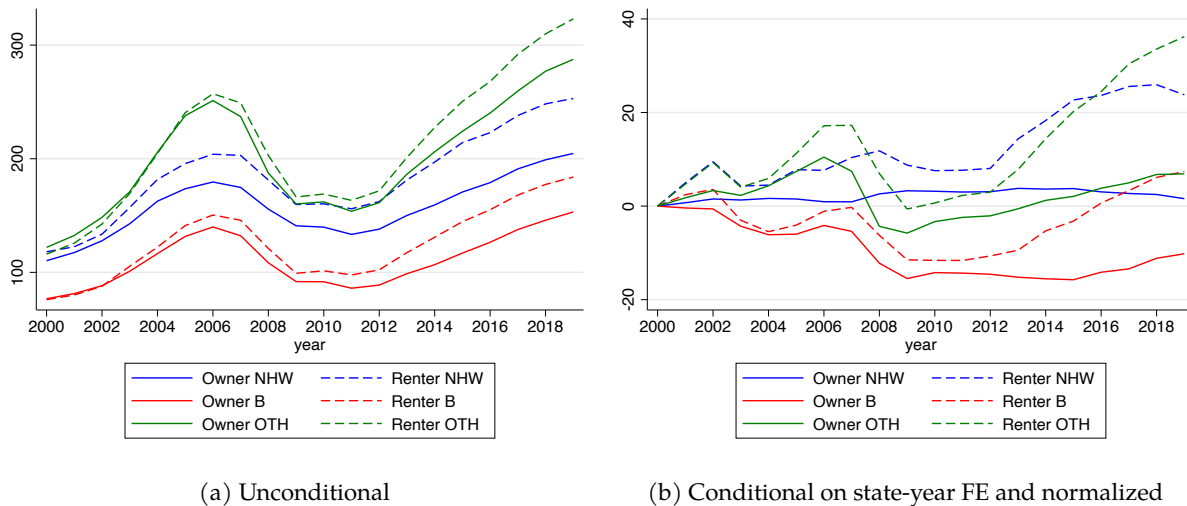 300
200
100
2000 2002 2004 2006 2008 2010 2012 2014 2016 2018
year
Owner NHW Renter NHW
Owner B Renter B
Owner OTH Renter OTH
(a) Unconditional
40
20
0
-20
2000 2002 2004 2006 2008 2010 2012 2014 2016 2018
year
Owner NHW Renter NHW
Owner B Renter B
Owner OTH Renter OTH
(b) Conditional on state-year FE and normalized